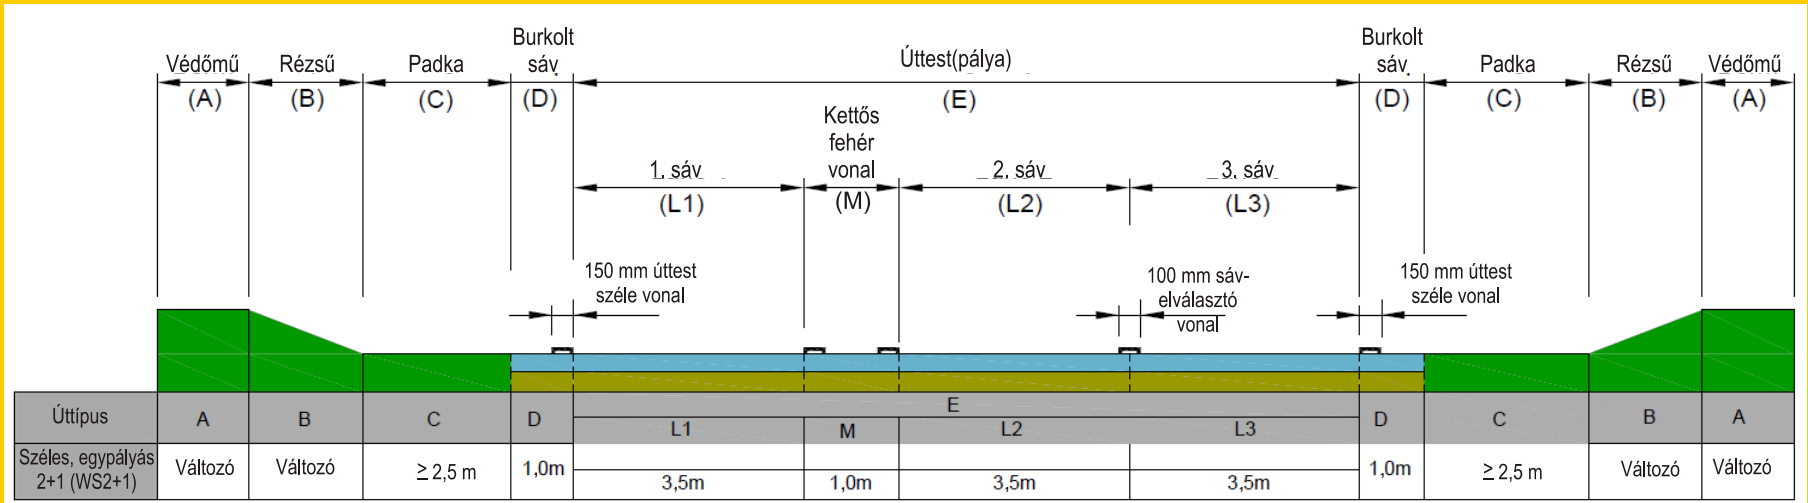 Védőmű
(A)
Rézsű
(B)
Padka
(C)
Burkolt
sáv
(D)
Úttest(pálya)
(E)
Burkolt
sáv
(D)
Padka
(C)
Rézsű
(B)
Védőmű
(A)
1. sáv
(L1)
Kettős
fehér
vonal
(M)
2. sáv
(L2)
3. sáv
(L3)
150 mm úttest
széle vonal
100 mm sáv-
elválasztó
vonal
150 mm úttest
széle vonal
Úttípus A B C D E D C B A
L1 M L2 L3
Széles, egypályás
2+1 (WS2+1)
Változó Változó ≥ 2,5 m 1,0m 3,5m 1,0m 3,5m 3,5m 1,0m ≥ 2,5 m Változó Változó